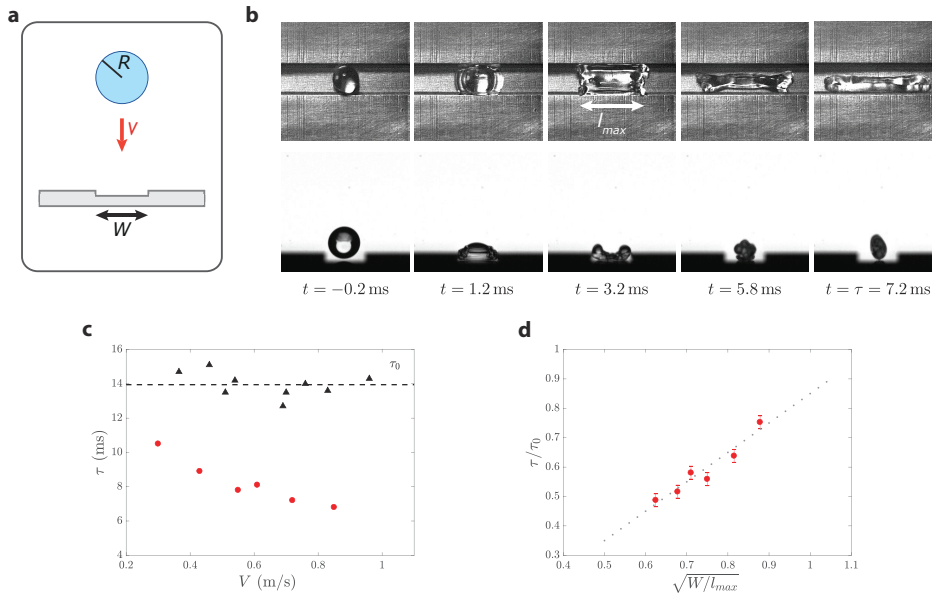 a
R
V
W
b
l max
t = −0.2 ms
t = 1.2 ms
t = 3.2 ms
t = 5.8 ms
t = τ = 7.2 ms
c
16
14
12
10
8
6
4
τ (ms)
τ0
0.2
0.4
0.6
0.8
1
V (m/s)
d
1
0.9
0.8
0.7
0.6
0.5
0.4
0.3
0.2
τ/τ0
0.4
0.5
0.6
0.7
0.8
0.9
1
1.1
√W/lmax